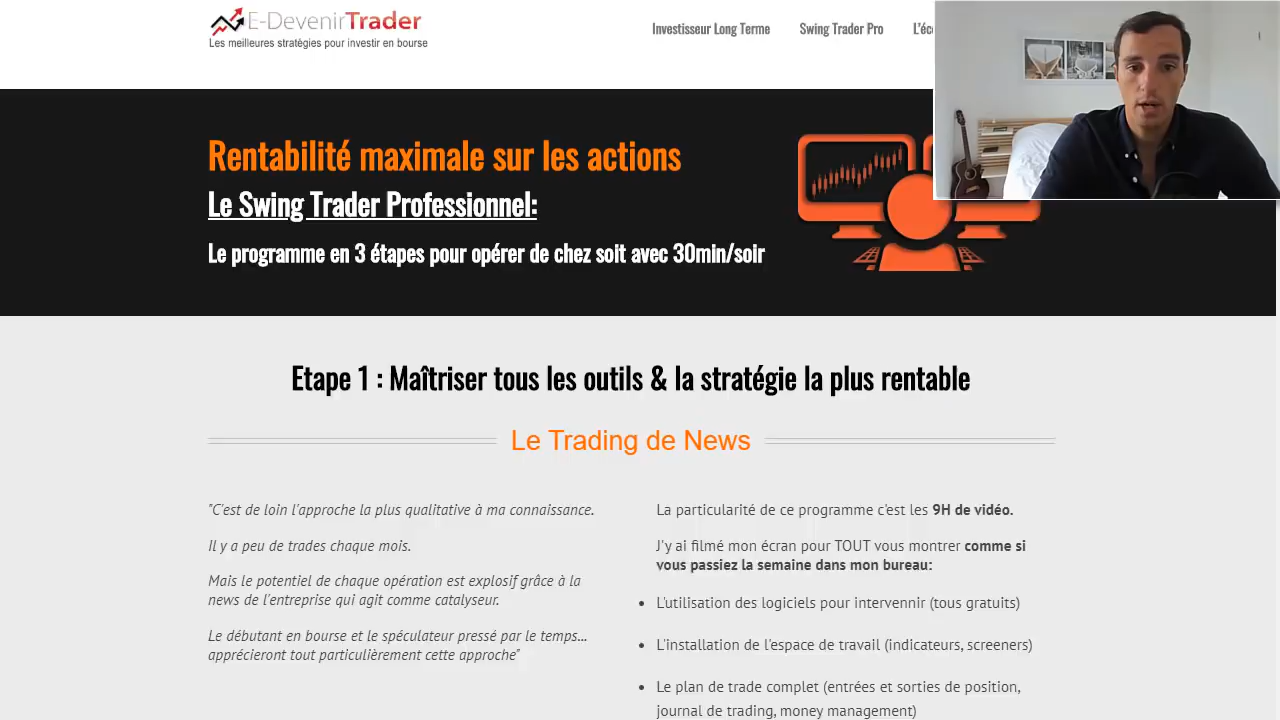 E-DevenirTrader
Les meilleures stratégies pour investir en bourse
Investisseur Long Terme
Swing Trader Pro
L'éc
Rentabilité maximale sur les actions
Le Swing Trader Professionnel:
Le programme en 3 étapes pour opérer de chez soit avec 30min/soir
Etape 1 : Maîtriser tous les outils & la stratégie la plus rentable
Le Trading de News
"C'est de loin l'approche la plus qualitative à ma connaissance.
Il y a peu de trades chaque mois.
Mais le potentiel de chaque opération est explosif grâce à la
news de l'entreprise qui agit comme catalyseur.
Le débutant en bourse et le spéculateur pressé par le temps...
apprécieront tout particulièrement cette approche"
La particularité de ce programme c'est les 9H de vidéo.
J'y ai filmé mon écran pour TOUT vous montrer comme si
vous passiez la semaine dans mon bureau:
• L'utilisation des logiciels pour intervennir (tous gratuits)
• L'installation de l'espace de travail (indicateurs, screeners)
• Le plan de trade complet (entrées et sorties de position,
journal de trading, money management)